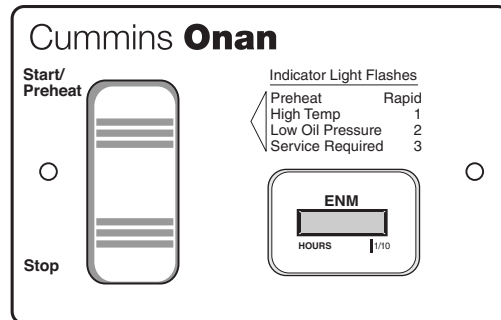 Cummins Onan
Start/
Preheat
Indicator Light Flashes
Preheat Rapid
High Temp 1
Low Oil Pressure 2
Service Required 3
ENM
HOURS 1/10
Stop